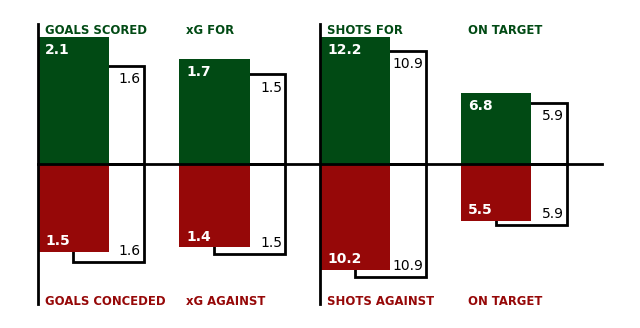 GOALS SCORED xG FOR SHOTS FOR ON TARGET
2.1 1.6 1.7 1.5 12.2 10.9 6.8 5.9
1.5 1.6 1.4 1.5 10.2 10.9 5.5 5.9
GOALS CONCEDED xG AGAINST SHOTS AGAINST ON TARGET